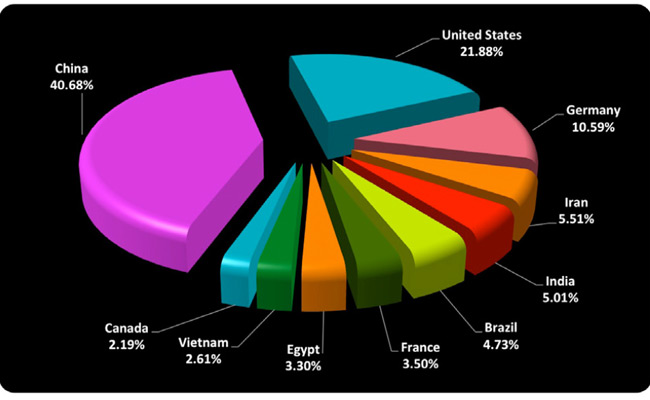 United States
21.88%
China
40.68%
Germany
10.59%
Iran
5.51%
India
5.01%
Brazil
4.73%
France
3.50%
Egypt
3.30%
Vietnam
2.61%
Canada
2.19%